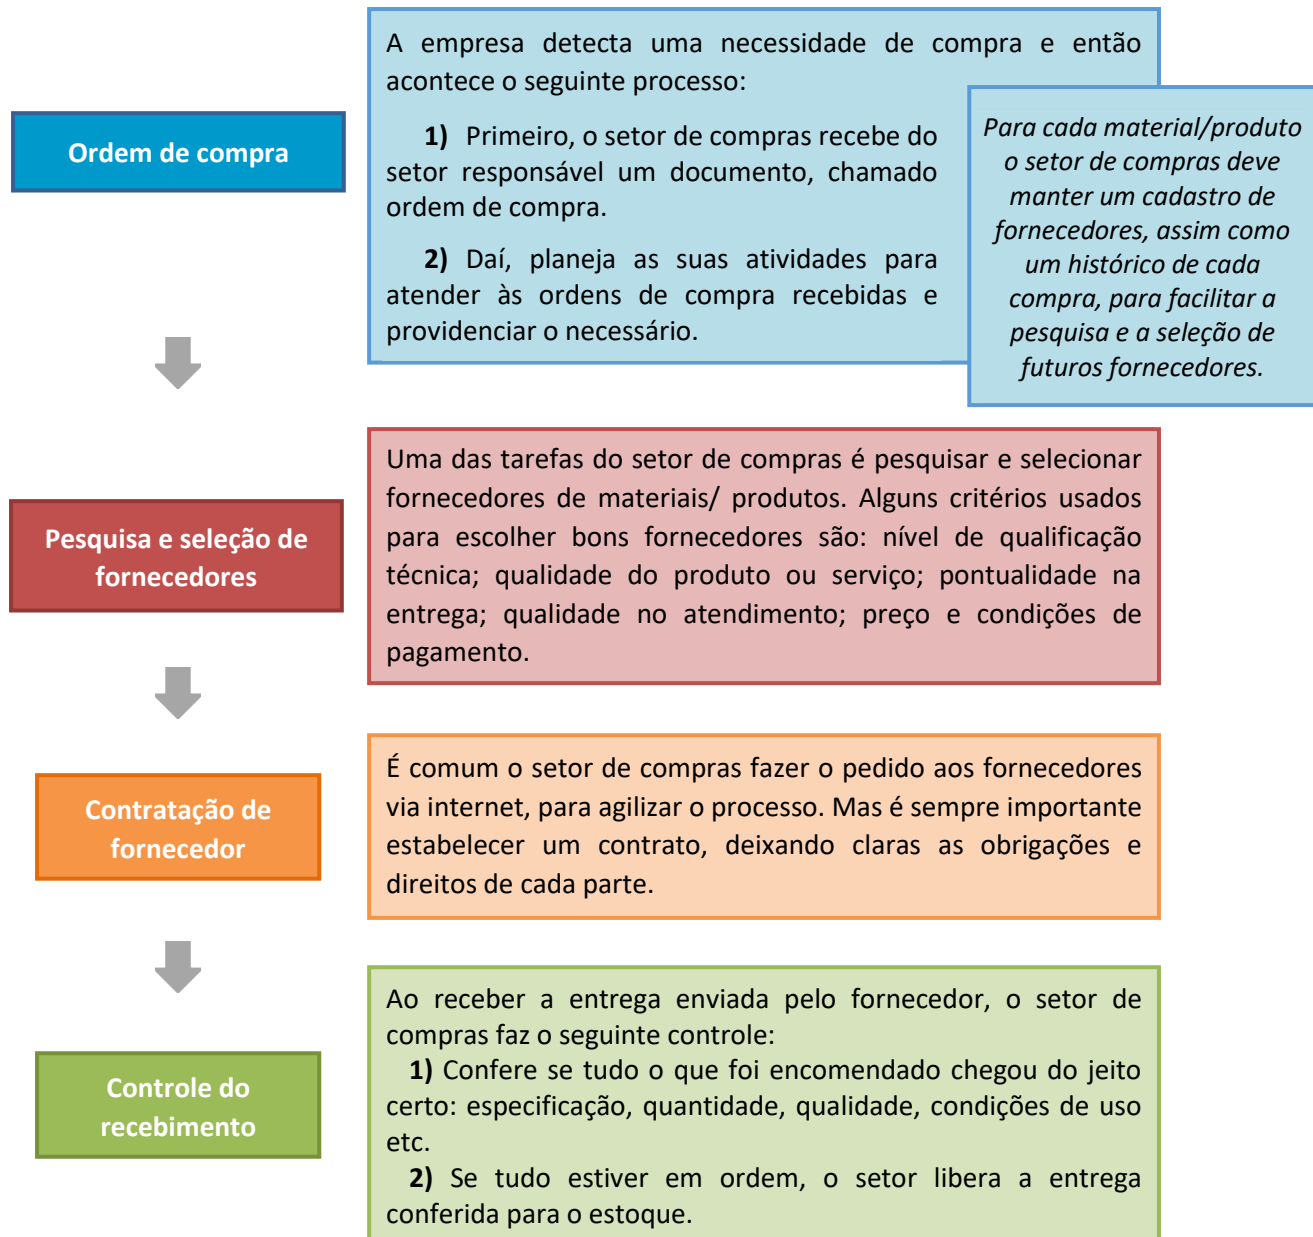 Ordem de compra
A empresa detecta uma necessidade de compra e então
acontece o seguinte processo:
1) Primeiro, o setor de compras recebe do
setor responsável um documento, chamado
ordem de compra.
2) Daí, planeja as suas atividades para
atender às ordens de compra recebidas e
providenciar o necessário.
Para cada material/produto
o setor de compras deve
manter um cadastro de
fornecedores, assim como
um histórico de cada
compra, para facilitar a
pesquisa e a seleção de
futuros fornecedores.
Pesquisa e seleção de
fornecedores
Uma das tarefas do setor de compras é pesquisar e selecionar
fornecedores de materiais/ produtos. Alguns critérios usados
para escolher bons fornecedores são: nível de qualificação
técnica; qualidade do produto ou serviço; pontualidade na
entrega; qualidade no atendimento; preço e condições de
pagamento.
Contratação de
fornecedor
É comum o setor de compras fazer o pedido aos fornecedores
via internet, para agilizar o processo. Mas é sempre importante
estabelecer um contrato, deixando claras as obrigações e
direitos de cada parte.
Controle do
recebimento
Ao receber a entrega enviada pelo fornecedor, o setor de
compras faz o seguinte controle:
1) Confere se tudo o que foi encomendado chegou do jeito
certo: especificação, quantidade, qualidade, condições de uso
etc.
2) Se tudo estiver em ordem, o setor libera a entrega
conferida para o estoque.